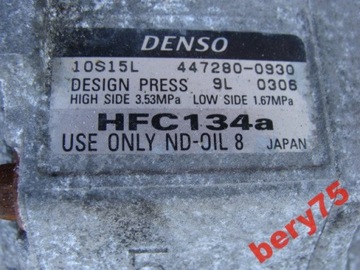 DENSO
10S15L 447280-0930
DESIGN PRESS 9L 0306
HIGH SIDE 3.53MPa LOW SIDE 1.67MPa
HFC134a
USE ONLY ND-OIL 8 JAPAN
bery75